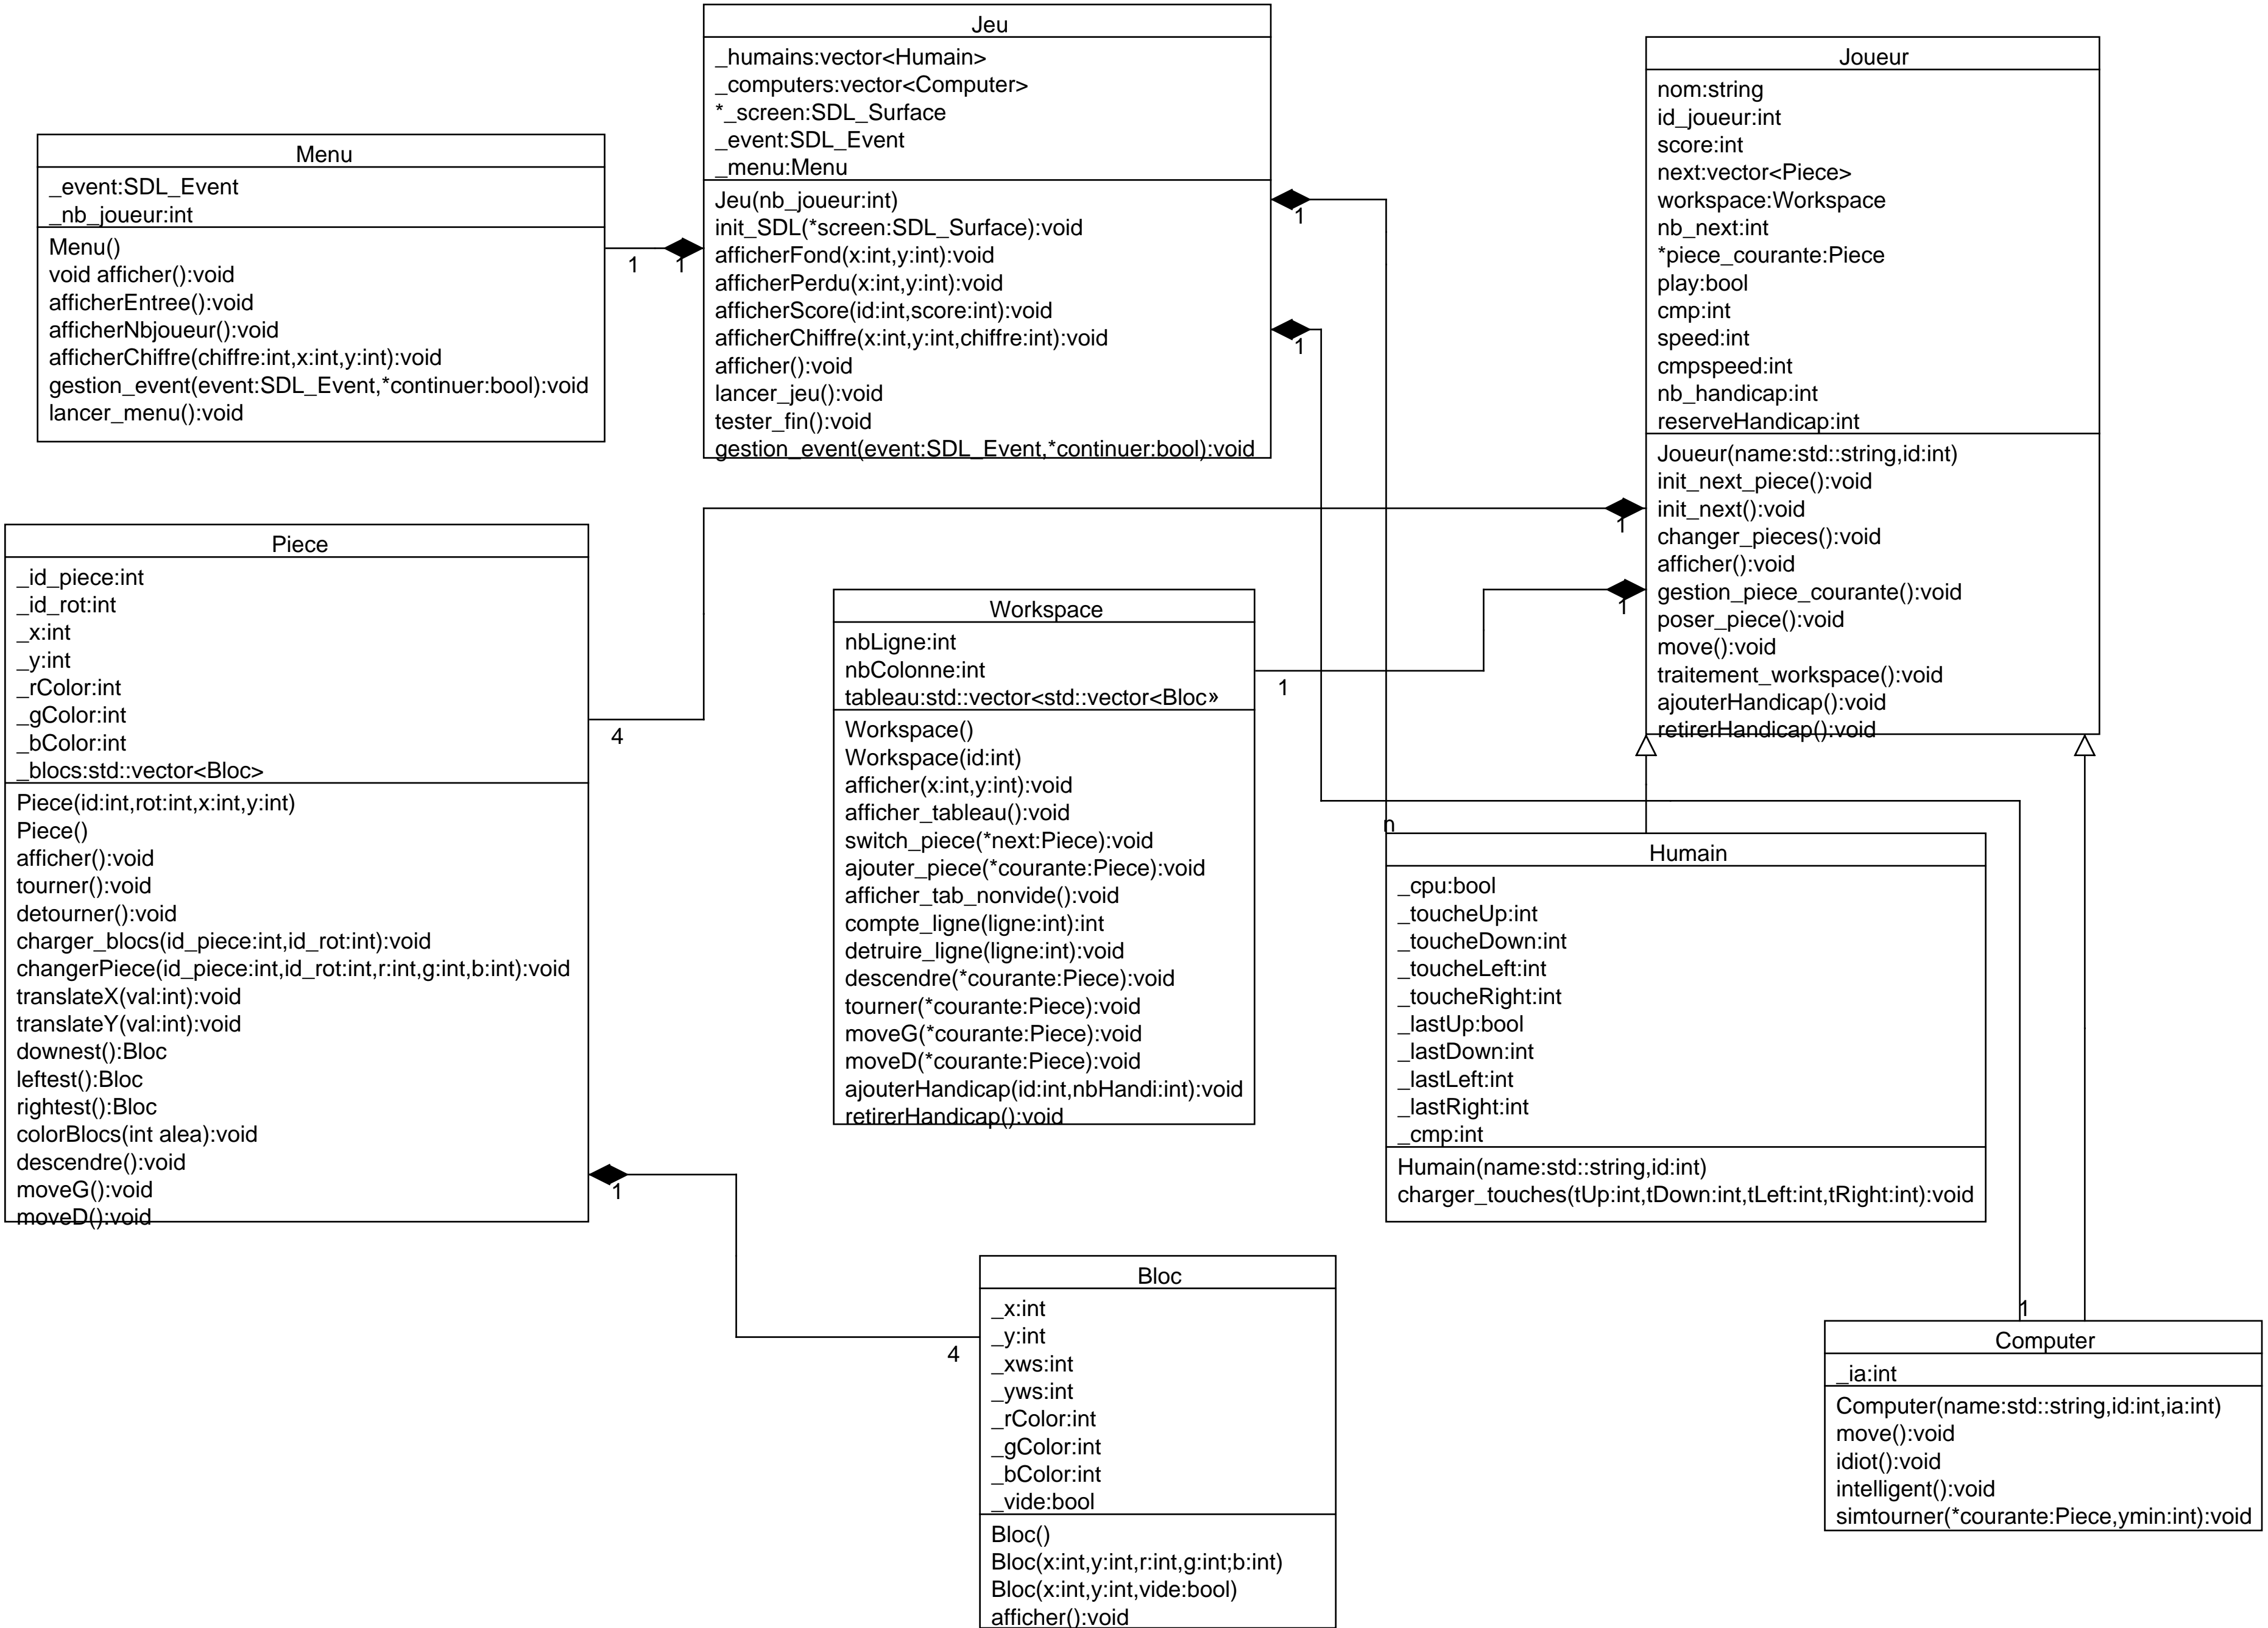 Jeu
_humains:vector<Humain>
_computers:vector<Computer>
*_screen:SDL_Surface
_event:SDL_Event
_menu:Menu
Jeu(nb_joueur:int)
init_SDL(*screen:SDL_Surface):void
afficherFond(x:int,y:int):void
afficherPerdu(x:int,y:int):void
afficherScore(id:int,score:int):void
afficherChiffre(x:int,y:int,chiffre:int):void
afficher():void
lancer_jeu():void
tester_fin():void
gestion_event(event:SDL_Event,*continuer:bool):void
1
1
Joueur
nom:string
id_joueur:int
score:int
next:vector<Piece>
workspace:Workspace
nb_next:int
*piece_courante:Piece
play:bool
cmp:int
speed:int
cmpspeed:int
nb_handicap:int
reserveHandicap:int
Joueur(name:std::string,id:int)
init_next_piece():void
init_next():void
changer_pieces():void
afficher():void
gestion_piece_courante():void
poser_piece():void
move():void
traitement_workspace():void
ajouterHandicap():void
retirerHandicap():void
1
1
Menu
_event:SDL_Event
_nb_joueur:int
Menu()
void afficher():void
afficherEntree():void
afficherNbjoueur():void
afficherChiffre(chiffre:int,x:int,y:int):void
gestion_event(event:SDL_Event,*continuer:bool):void
lancer_menu():void
1
1
Piece
_id_piece:int
_id_rot:int
_x:int
_y:int
_rColor:int
_gColor:int
_bColor:int
_blocs:std::vector<Bloc>
Piece(id:int,rot:int,x:int,y:int)
Piece()
afficher():void
tourner():void
detourner():void
charger_blocs(id_piece:int,id_rot:int):void
changerPiece(id_piece:int,id_rot:int,r:int,g:int,b:int):void
translateX(val:int):void
translateY(val:int):void
downest():Bloc
leftest():Bloc
rightest():Bloc
colorBlocs(int alea):void
descendre():void
moveG():void
moveD():void
4
1
Workspace
nbLigne:int
nbColonne:int
tableau:std::vector<std::vector<Bloc»
Workspace()
Workspace(id:int)
afficher(x:int,y:int):void
afficher_tableau():void
switch_piece(*next:Piece):void
ajouter_piece(*courante:Piece):void
afficher_tab_nonvide():void
compte_ligne(ligne:int):int
detruire_ligne(ligne:int):void
descendre(*courante:Piece):void
tourner(*courante:Piece):void
moveG(*courante:Piece):void
moveD(*courante:Piece):void
ajouterHandicap(id:int,nbHandi:int):void
retirerHandicap():void
1
n
Humain
_cpu:bool
_toucheUp:int
_toucheDown:int
_toucheLeft:int
_toucheRight:int
_lastUp:bool
_lastDown:int
_lastLeft:int
_lastRight:int
_cmp:int
Humain(name:std::string,id:int)
charger_touches(tUp:int,tDown:int,tLeft:int,tRight:int):void
Bloc
_x:int
_y:int
_xws:int
_yws:int
_rColor:int
_gColor:int
_bColor:int
_vide:bool
Bloc()
Bloc(x:int,y:int,r:int,g:int;b:int)
Bloc(x:int,y:int,vide:bool)
afficher():void
4
1
Computer
_ia:int
Computer(name:std::string,id:int,ia:int)
move():void
idiot():void
intelligent():void
simtourner(*courante:Piece,ymin:int):void